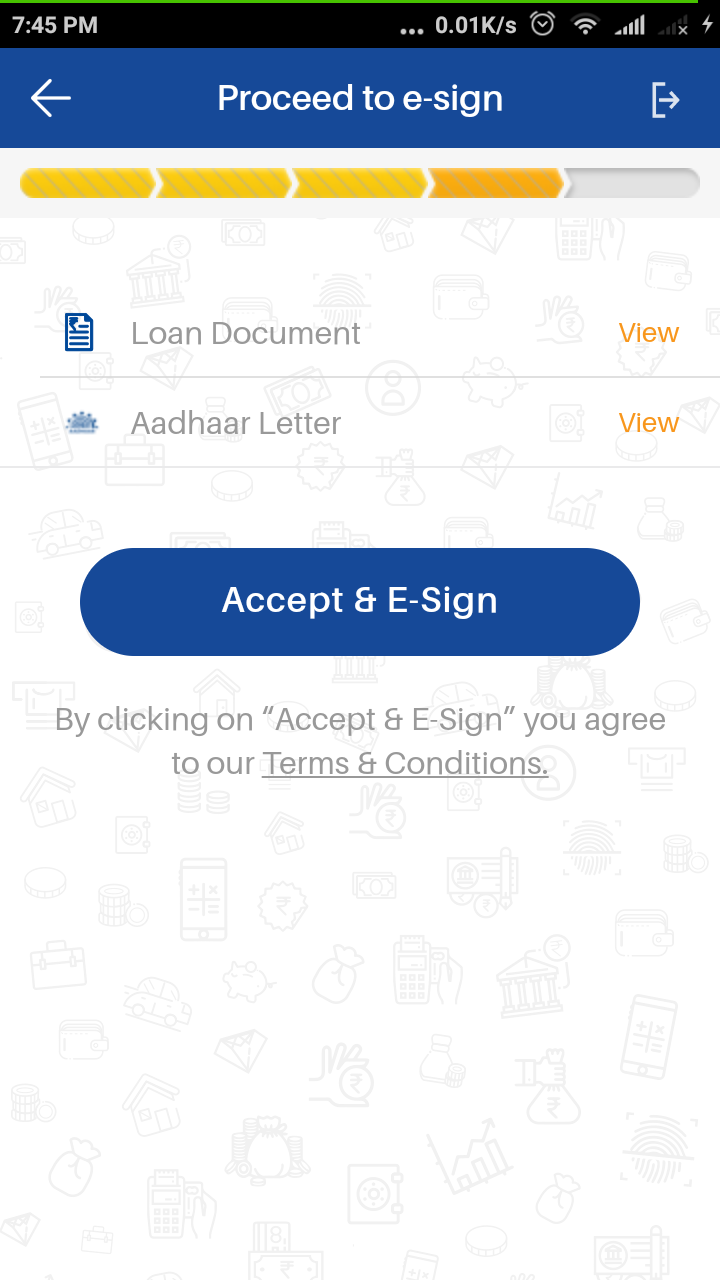 7:45 PM
... 0.01K/s
Proceed to e-sign
Loan Document
View
Aadhaar Letter
View
Accept & E-Sign
By clicking on “Accept & E-Sign” you agree
to our Terms & Conditions.